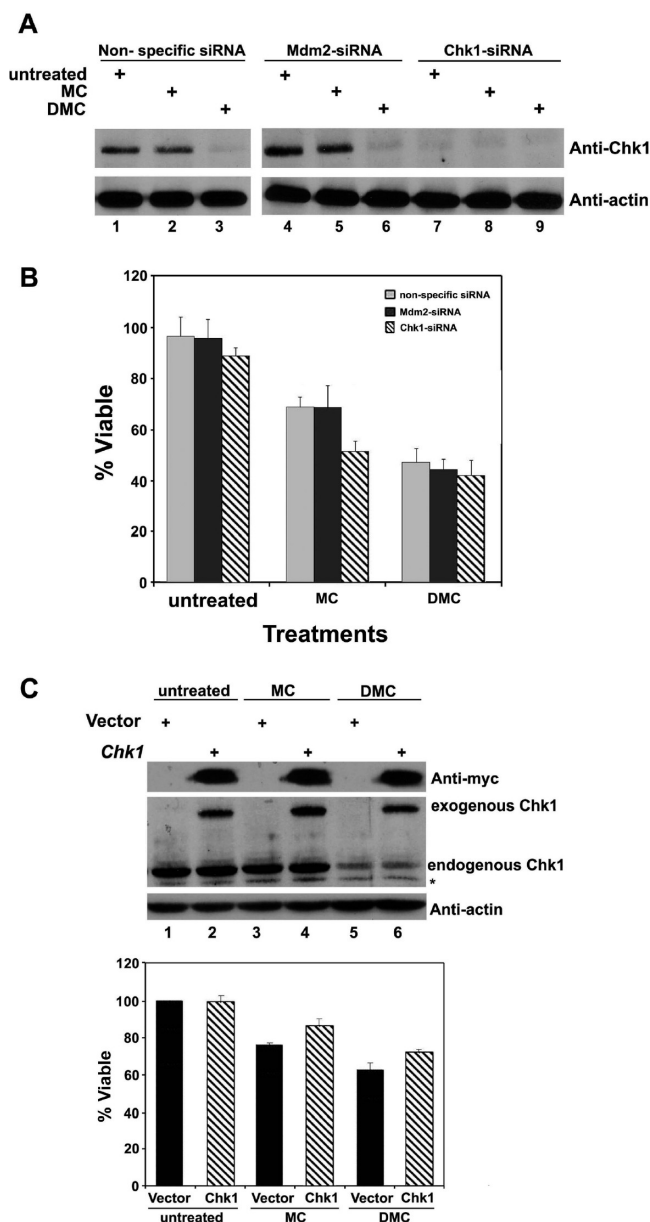 A
Non- specific siRNA Mdm2-siRNA Chk1-siRNA
untreated + + +
MC + + +
DMC + + +
Anti-Chk1
Anti-actin
1 2 3 4 5 6 7 8 9
B
120
100
80
60
40
20
0
% Viable
non-specific siRNA
Mdm2-siRNA
Chk1-siRNA
untreated MC DMC
Treatments
C
untreated MC DMC
Vector + + +
Chk1 + + +
Anti-myc
exogenous Chk1
endogenous Chk1
*
Anti-actin
1 2 3 4 5 6
120
100
80
60
40
20
0
% Viable
Vector Chk1 Vector Chk1 Vector Chk1
untreated MC DMC